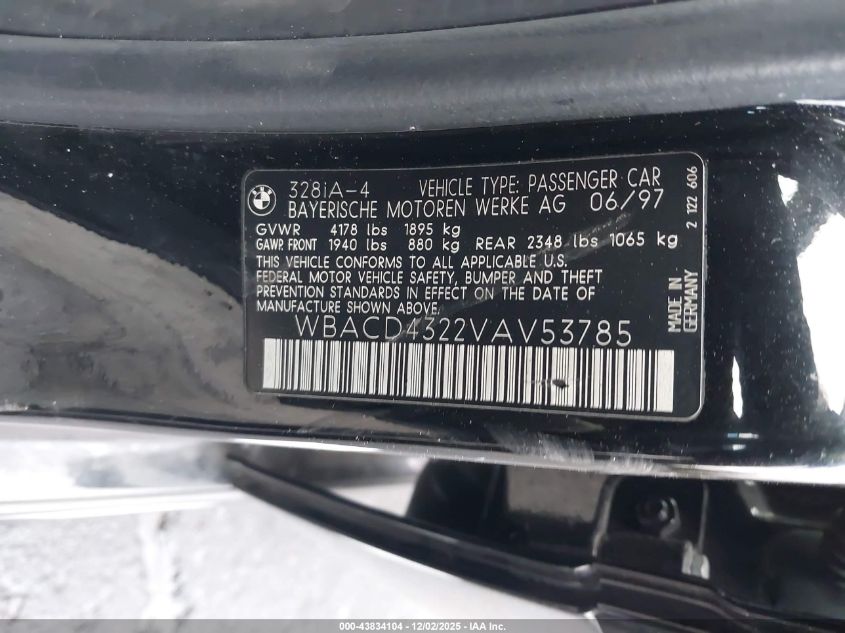 328iA-4 VEHICLE TYPE: PASSENGER CAR
BAYERISCHE MOTOREN WERKE AG 06/97
GVWR 4178 lbs 1895 kg
GAWR FRONT 1940 lbs 880 kg REAR 2348 lbs 1065 kg
THIS VEHICLE CONFORMS TO ALL APPLICABLE U.S.
FEDERAL MOTOR VEHICLE SAFETY, BUMPER AND THEFT
PREVENTION STANDARDS IN EFFECT ON THE DATE OF
MANUFACTURE SHOWN ABOVE.
WBACD4322VAV53785
MADE IN
GERMANY
2 122 606
000-43834104 - 12/02/2025 - IAA Inc.